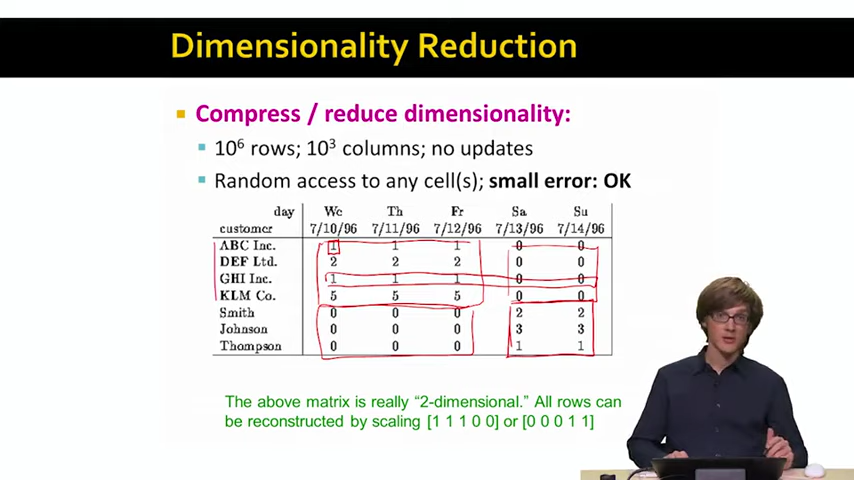 Dimensionality Reduction
Compress / reduce dimensionality:
10⁶ rows; 10³ columns; no updates
Random access to any cell(s); small error: OK
day We Th Fr Sa Su
customer 7/10/96 7/11/96 7/12/96 7/13/96 7/14/96
ABC Inc. 1 1 1 0 0
DEF Ltd. 2 2 2 0 0
GHI Inc. 1 1 1 0 0
KLM Co. 5 5 5 0 0
Smith 0 0 0 2 2
Johnson 0 0 0 3 3
Thompson 0 0 0 1 1
The above matrix is really “2-dimensional.” All rows can
be reconstructed by scaling [1 1 1 0 0] or [0 0 0 1 1]